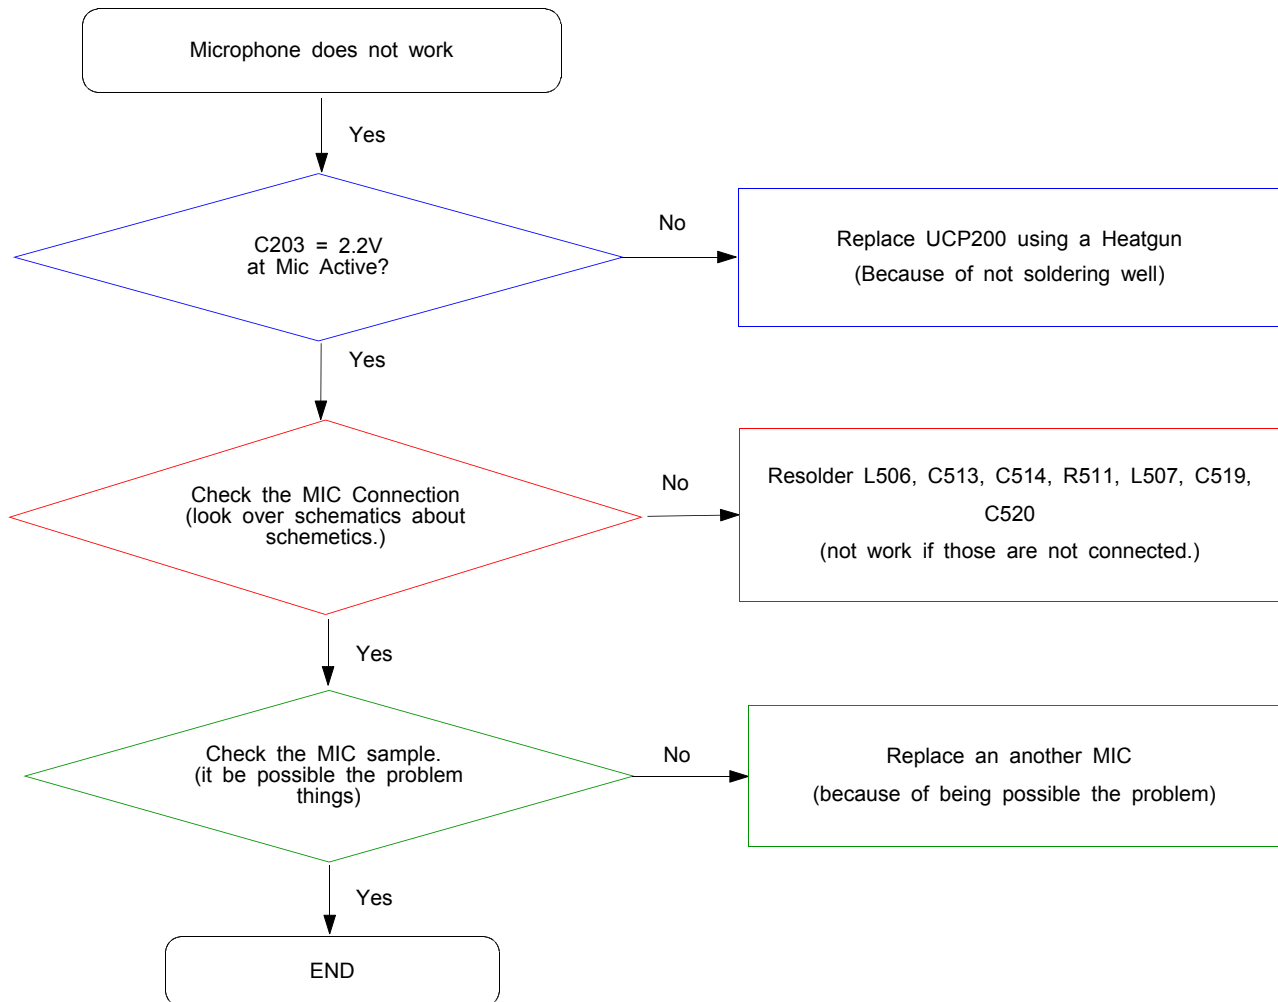 Microphone does not work
Yes
C203 = 2.2V
at Mic Active?
No
Replace UCP200 using a Heatgun
(Because of not soldering well)
Yes
Check the MIC Connection
(look over schematics about
schemetics.)
No
Resolder L506, C513, C514, R511, L507, C519,
C520
(not work if those are not connected.)
Yes
Check the MIC sample.
(it be possible the problem
things)
No
Replace an another MIC
(because of being possible the problem)
Yes
END